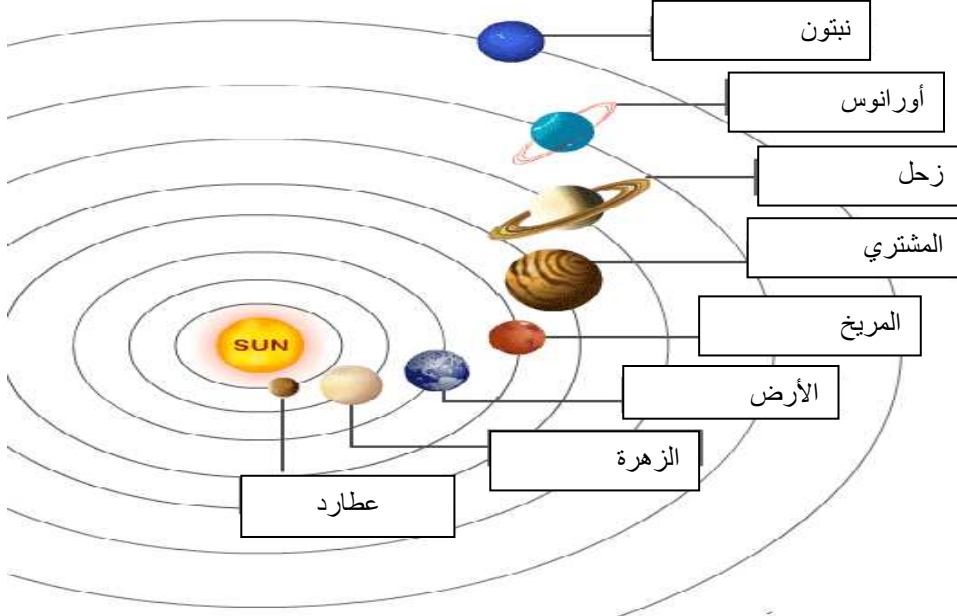 نبتون
أورانوس
زحل
المشتري
المريخ
الأرض
الزهرة
عطارد
SUN